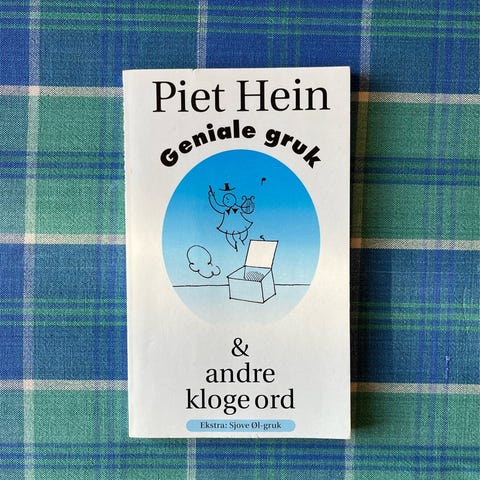 Piet Hein
Geniale gruk
&
andre
kloge ord
Ekstra: Sjove Øl-gruk